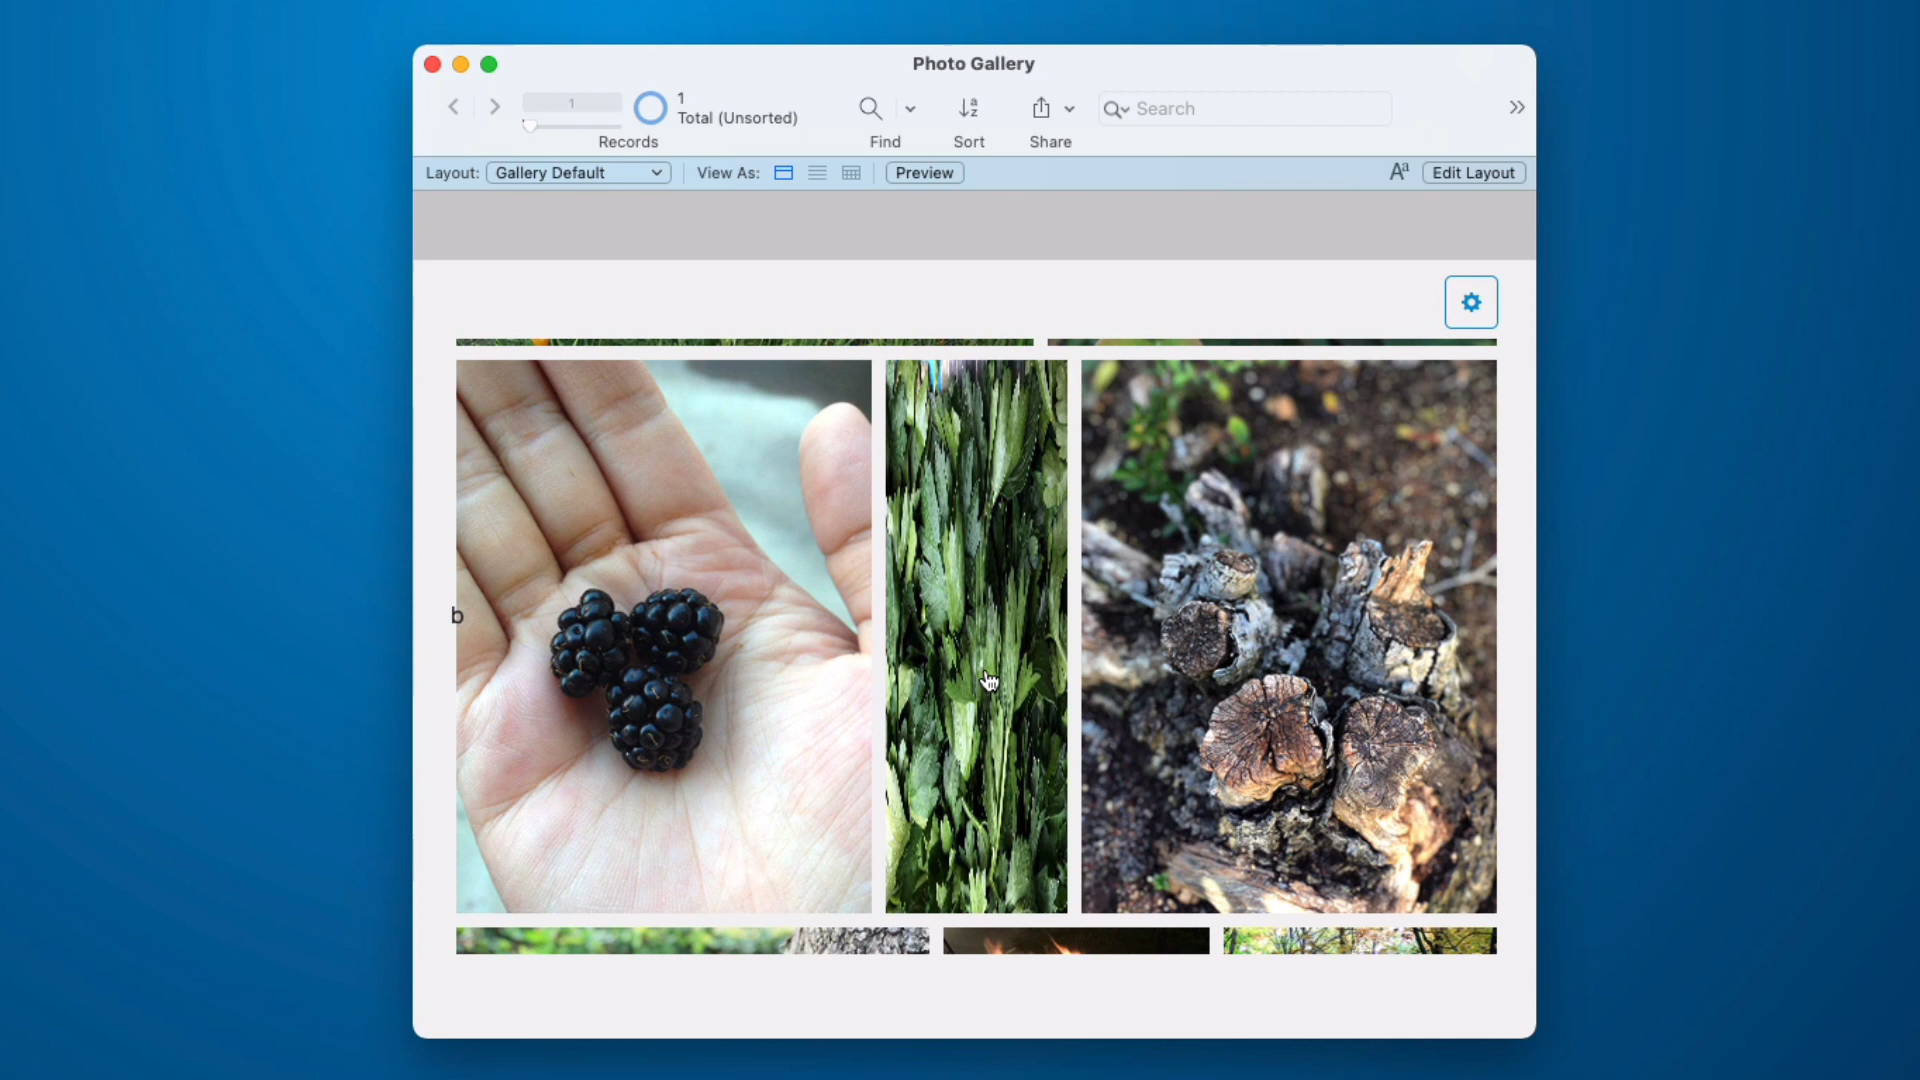 Photo Gallery
1
1
Total (Unsorted)
Search
Records
Find
Sort
Share
Layout:
Gallery Default
View As:
Preview
Aa
Edit Layout
b